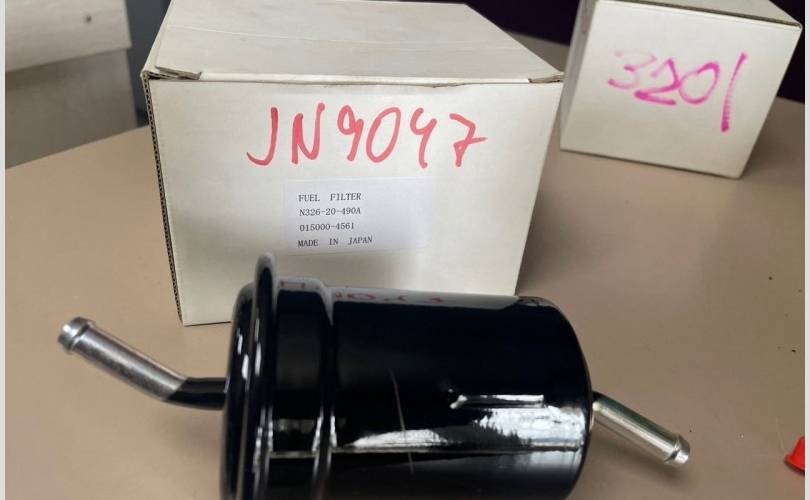 JN9047
FUEL FILTER
N326-20-490A
015000-4561
MADE IN JAPAN
3201